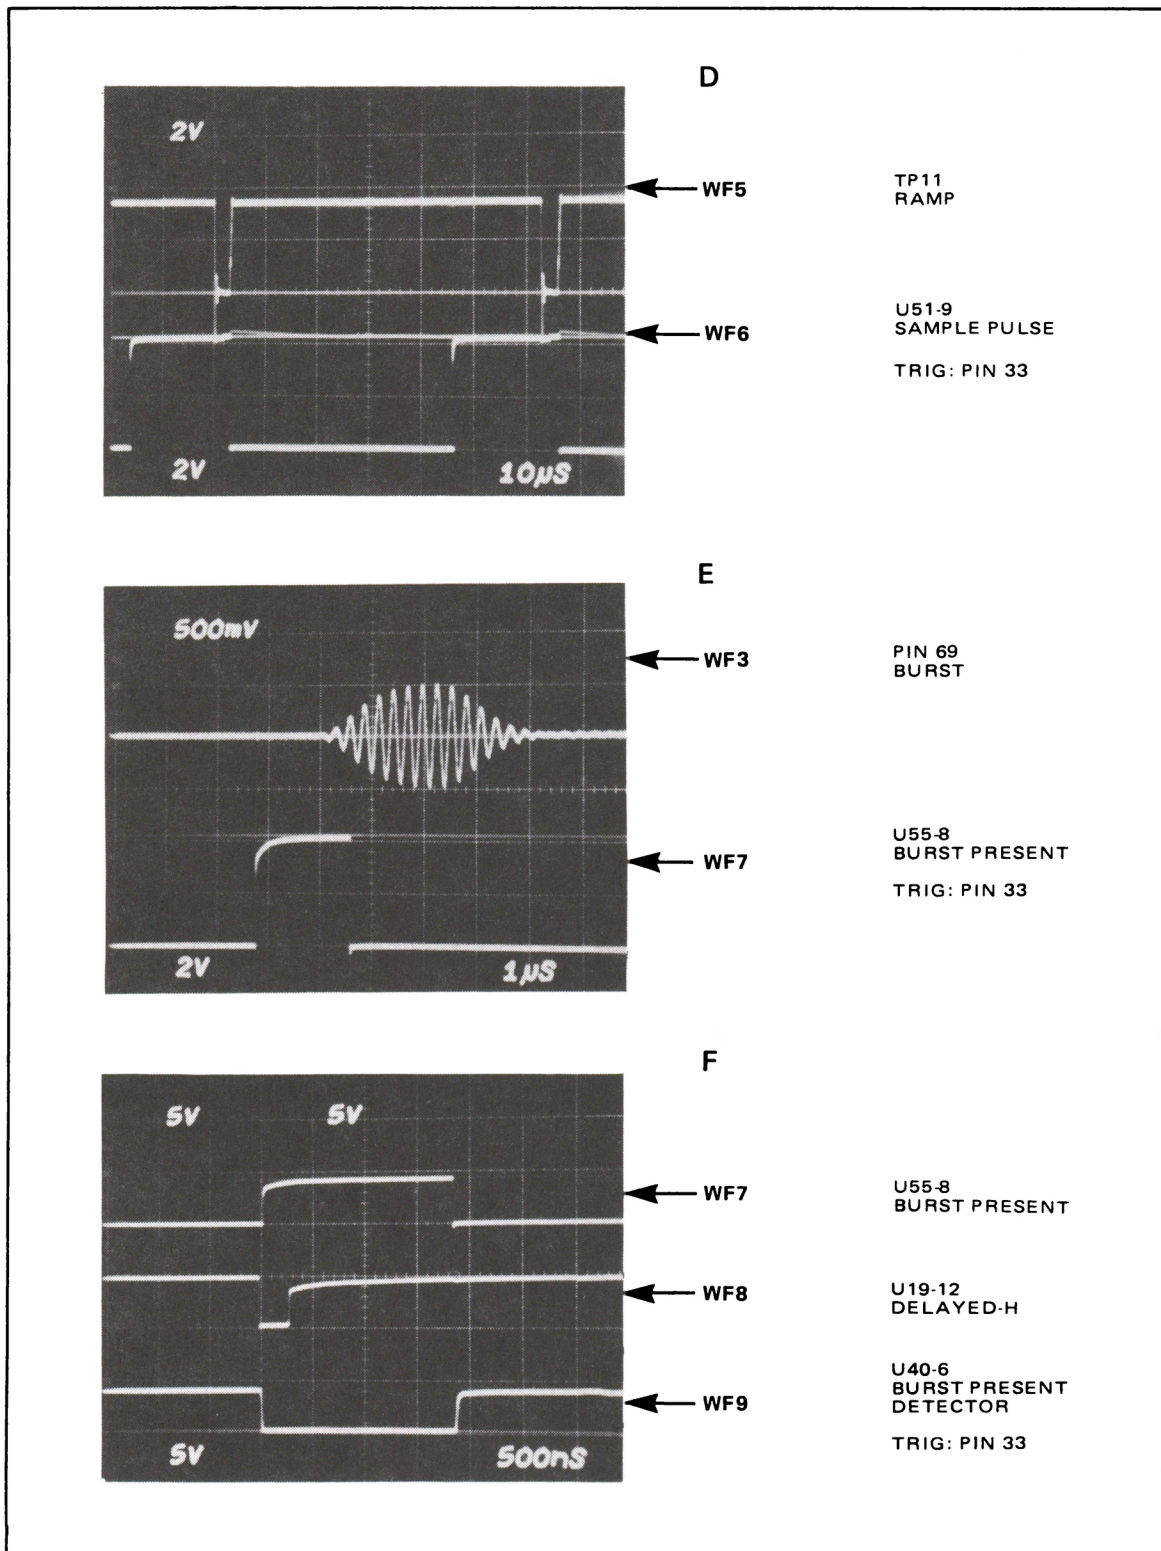 D
2V
WF5
TP11
RAMP
WF6
U51-9
SAMPLE PULSE
TRIG: PIN 33
2V
10µS
E
500mV
WF3
PIN 69
BURST
WF7
U55-8
BURST PRESENT
TRIG: PIN 33
2V
1µS
F
5V
5V
WF7
U55-8
BURST PRESENT
WF8
U19-12
DELAYED-H
WF9
U40-6
BURST PRESENT
DETECTOR
TRIG: PIN 33
5V
500nS